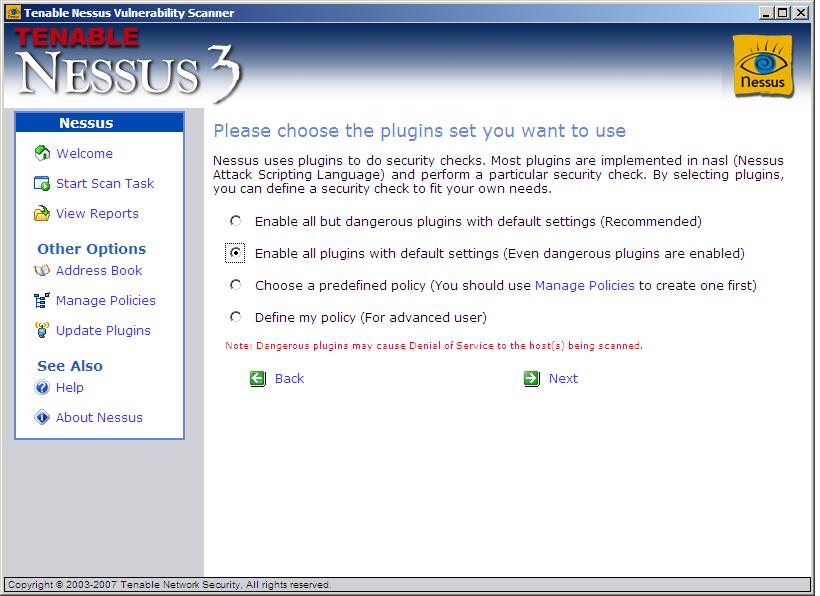 Tenable Nessus Vulnerability Scanner
TENABLE
NESSUS 3
Nessus
Nessus
Welcome
Start Scan Task
View Reports
Other Options
Address Book
Manage Policies
Update Plugins
See Also
Help
About Nessus
Please choose the plugins set you want to use
Nessus uses plugins to do security checks. Most plugins are implemented in nasl (Nessus
Attack Scripting Language) and perform a particular security check. By selecting plugins,
you can define a security check to fit your own needs.
Enable all but dangerous plugins with default settings (Recommended)
Enable all plugins with default settings (Even dangerous plugins are enabled)
Choose a predefined policy (You should use Manage Policies to create one first)
Define my policy (For advanced user)
Note: Dangerous plugins may cause Denial of Service to the host(s) being scanned.
Back
Next
Copyright © 2003-2007 Tenable Network Security, All rights reserved.